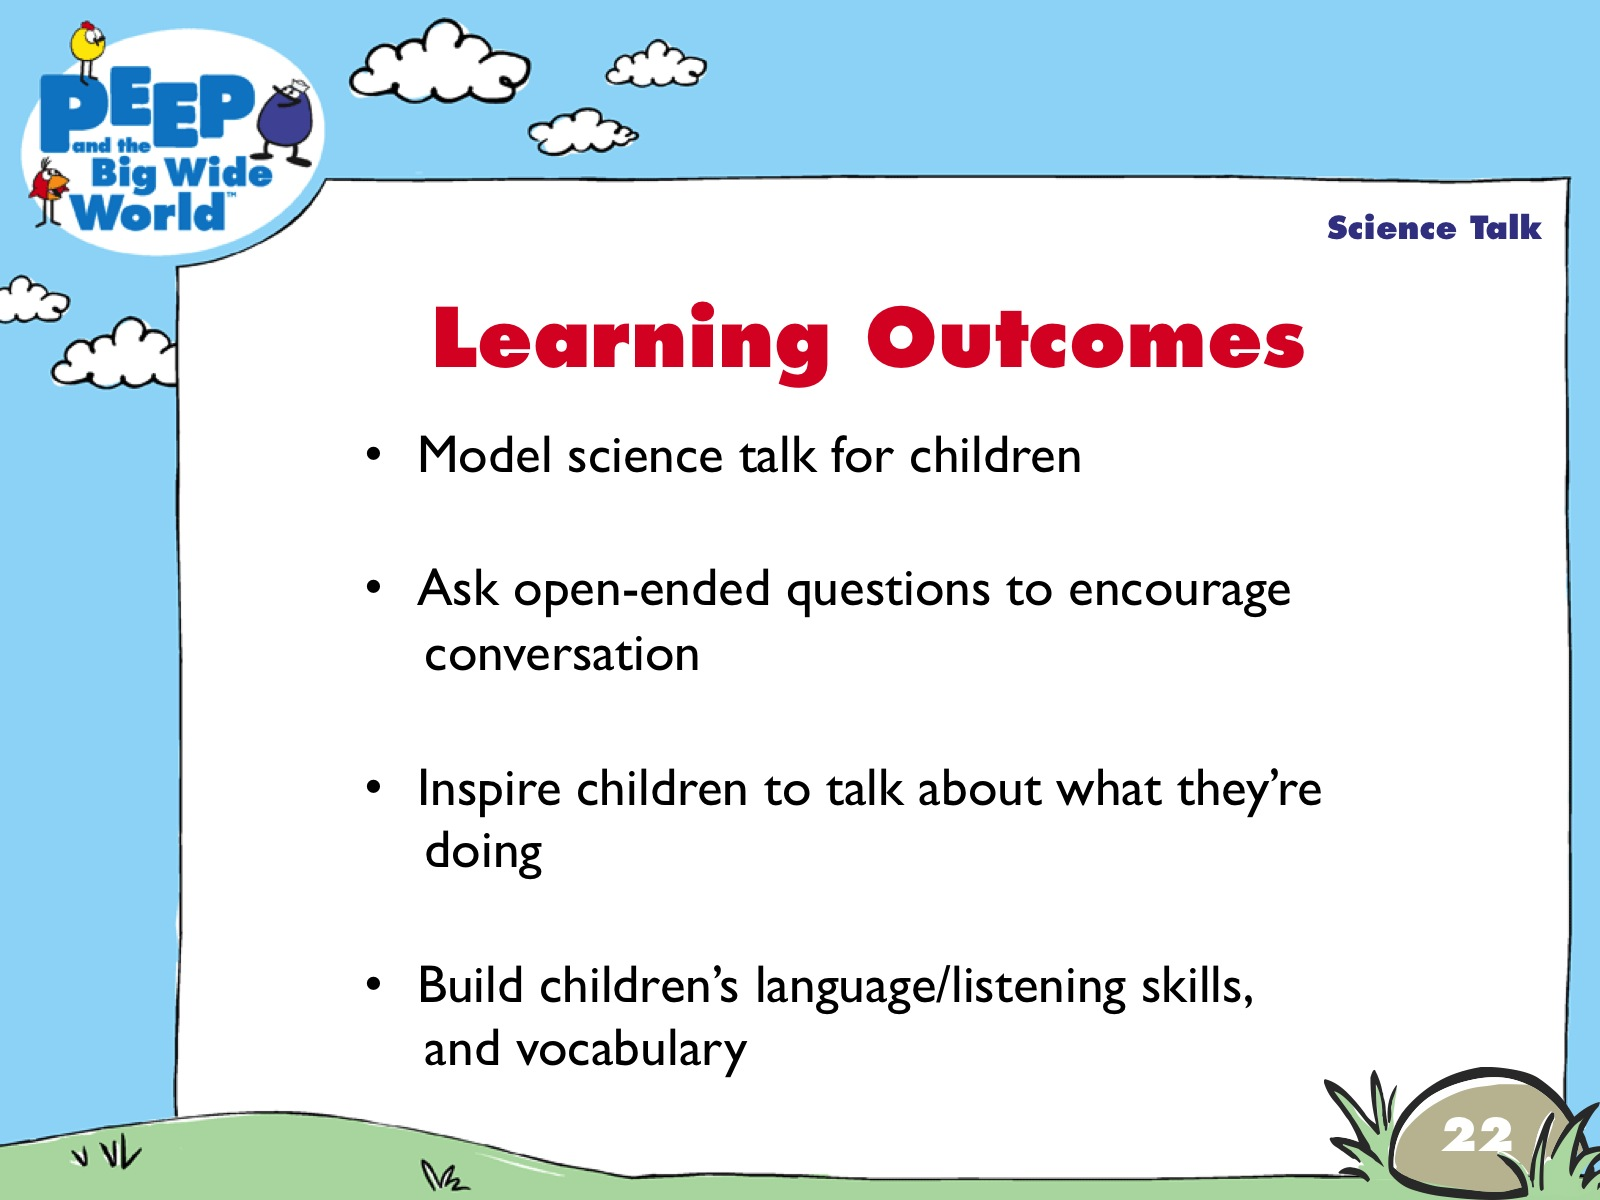 PEEP
and the
Big Wide
World™
Science Talk
Learning Outcomes
• Model science talk for children
• Ask open-ended questions to encourage
conversation
• Inspire children to talk about what they’re
doing
• Build children’s language/listening skills,
and vocabulary
22